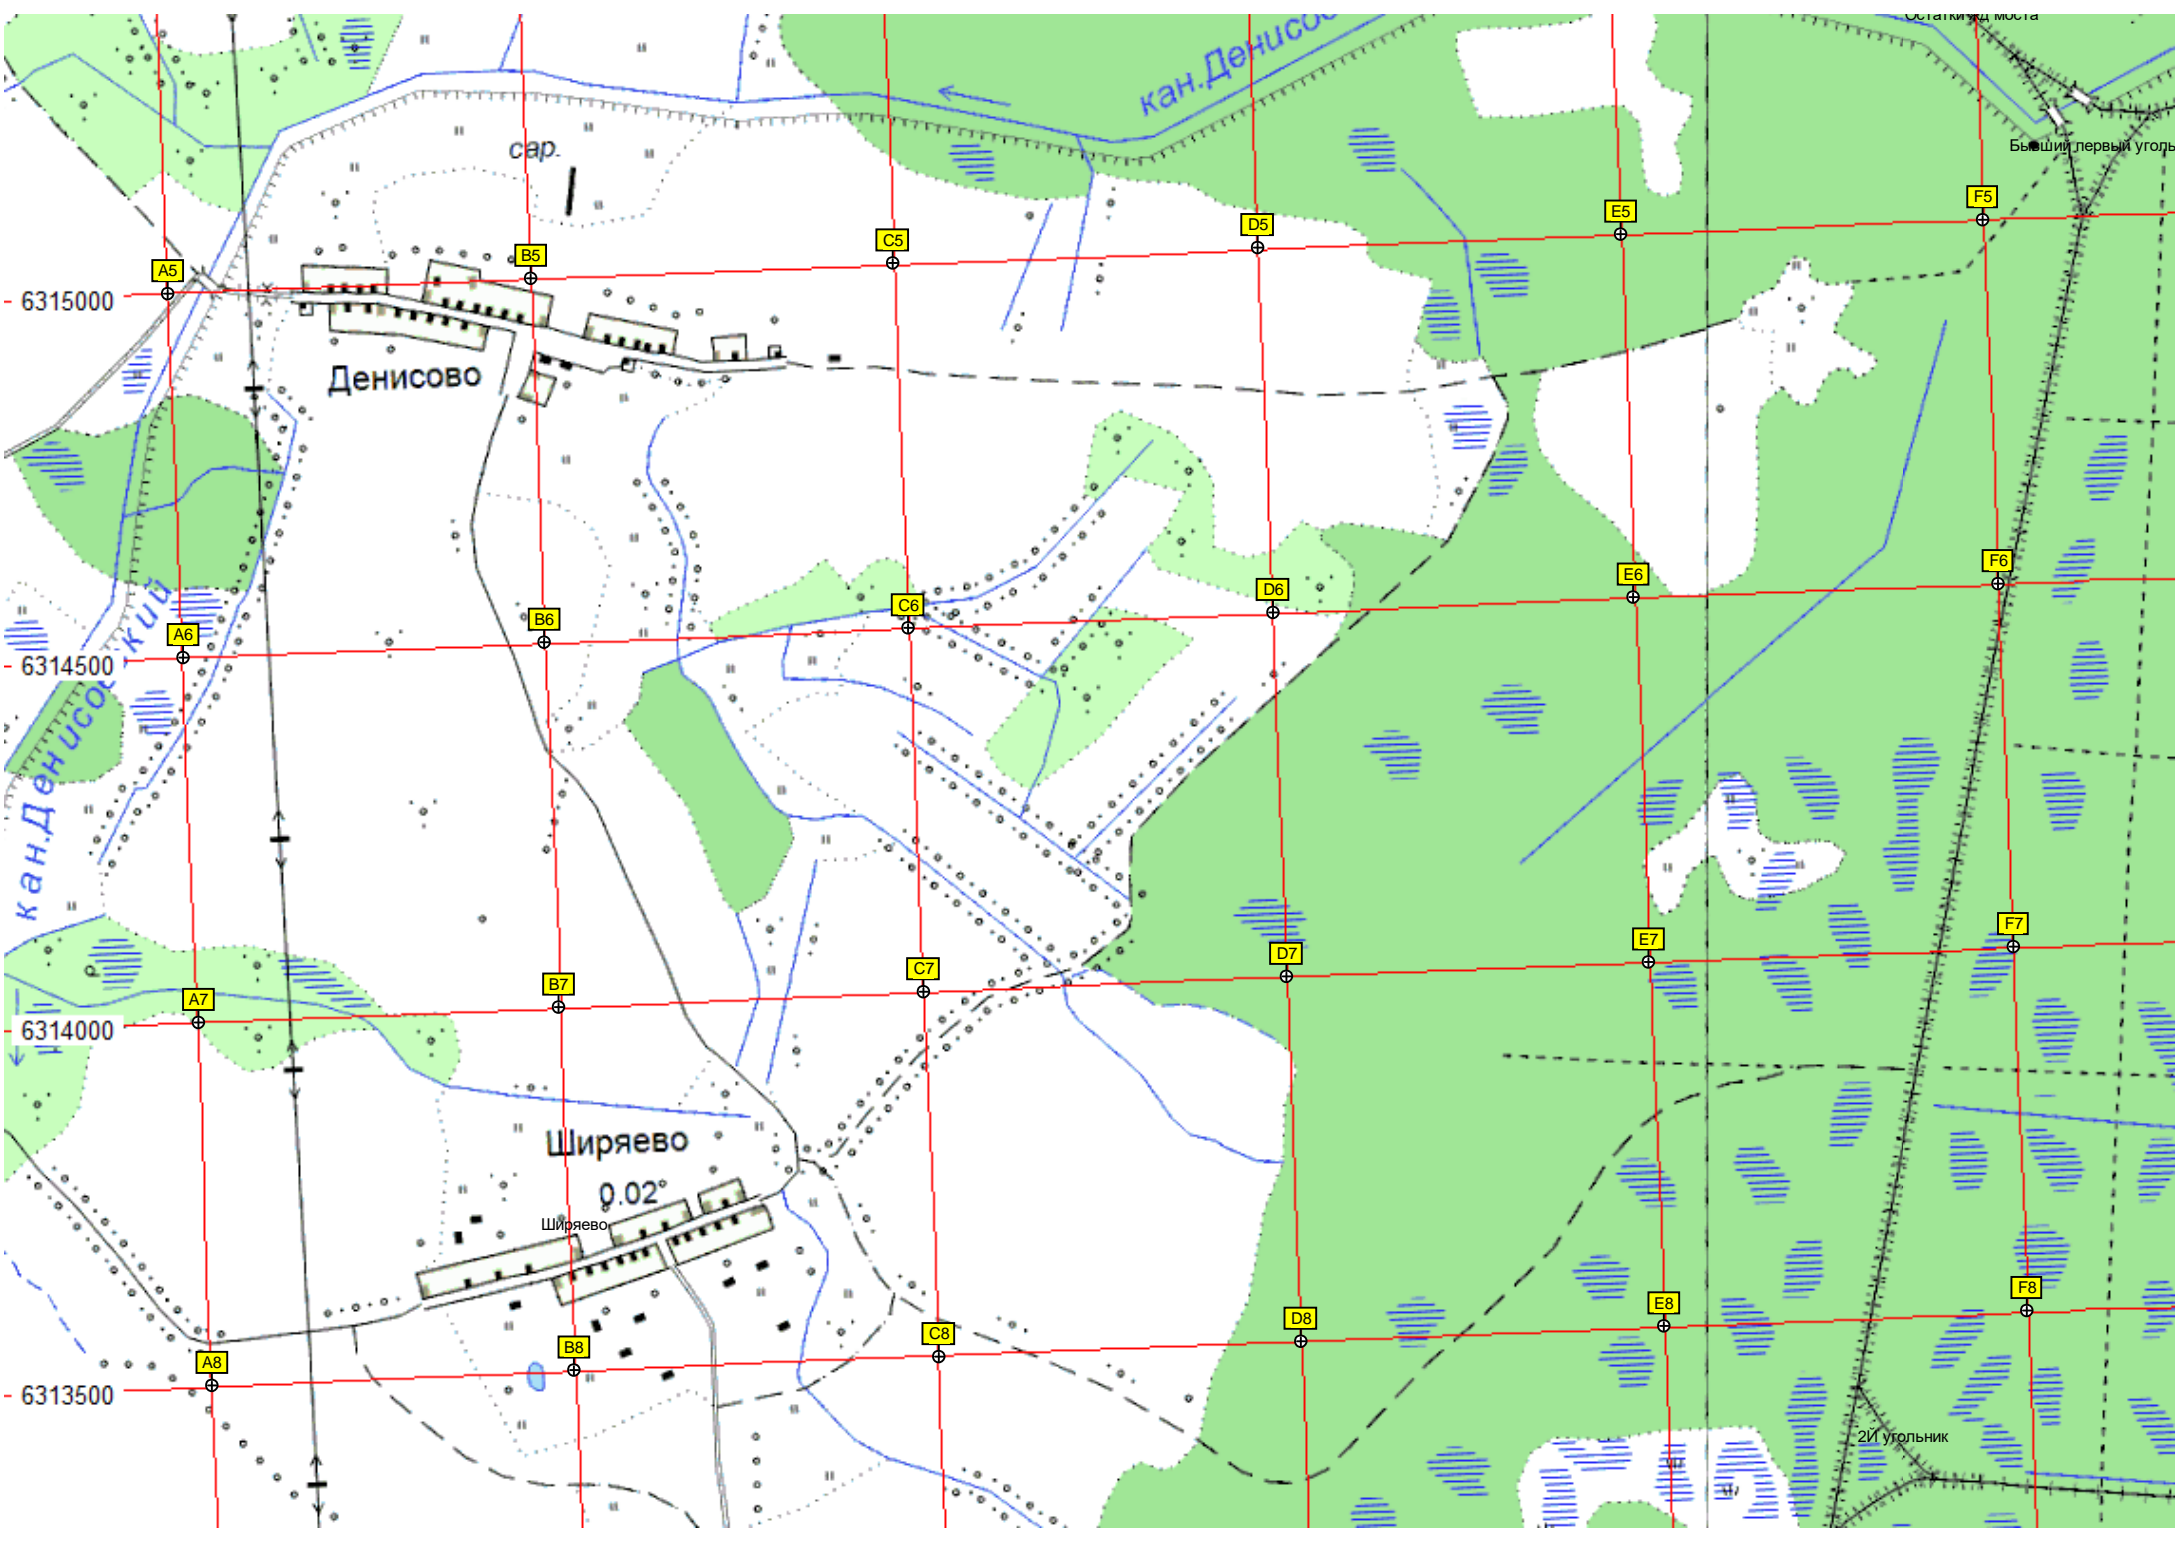 Остатки жд моста
кан.Денисо
Бывший первый уголь
сар.
A5
B5
C5
D5
E5
F5
6315000
Денисово
A6
B6
C6
D6
E6
F6
6314500
кан.Денисовский
A7
B7
C7
D7
E7
F7
6314000
Ширяево
0.02
Ширяево
A8
B8
C8
D8
E8
F8
6313500
2Й угольник